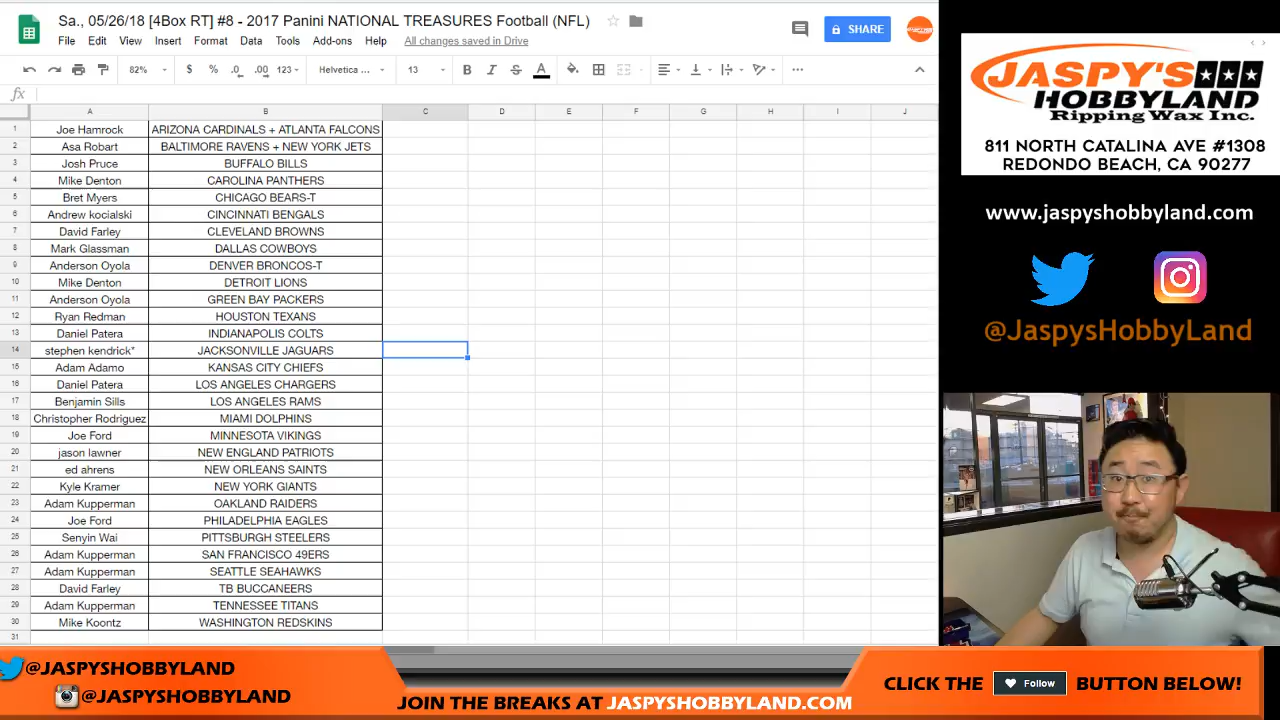 Sa., 05/26/18 [4Box RT] #8 - 2017 Panini NATIONAL TREASURES Football (NFL)
File Edit View Insert Format Data Tools Add-ons Help All changes saved in Drive
SHARE
82% $ % .0 .00 123 Helvetica ... 13 B I S A
fx
A B C D E F G H I J
1 Joe Hamrock ARIZONA CARDINALS + ATLANTA FALCONS
2 Asa Robart BALTIMORE RAVENS + NEW YORK JETS
3 Josh Pruce BUFFALO BILLS
4 Mike Denton CAROLINA PANTHERS
5 Bret Myers CHICAGO BEARS-T
6 Andrew kocialski CINCINNATI BENGALS
7 David Farley CLEVELAND BROWNS
8 Mark Glassman DALLAS COWBOYS
9 Anderson Oyola DENVER BRONCOS-T
10 Mike Denton DETROIT LIONS
11 Anderson Oyola GREEN BAY PACKERS
12 Ryan Redman HOUSTON TEXANS
13 Daniel Patera INDIANAPOLIS COLTS
14 stephen kendrick* JACKSONVILLE JAGUARS
15 Adam Adamo KANSAS CITY CHIEFS
16 Daniel Patera LOS ANGELES CHARGERS
17 Benjamin Sills LOS ANGELES RAMS
18 Christopher Rodriguez MIAMI DOLPHINS
19 Joe Ford MINNESOTA VIKINGS
20 jason lawner NEW ENGLAND PATRIOTS
21 ed ahrens NEW ORLEANS SAINTS
22 Kyle Kramer NEW YORK GIANTS
23 Adam Kupperman OAKLAND RAIDERS
24 Joe Ford PHILADELPHIA EAGLES
25 Senyin Wai PITTSBURGH STEELERS
26 Adam Kupperman SAN FRANCISCO 49ERS
27 Adam Kupperman SEATTLE SEAHAWKS
28 David Farley TB BUCCANEERS
29 Adam Kupperman TENNESSEE TITANS
30 Mike Koontz WASHINGTON REDSKINS
31
JASPY'S
HOBBYLAND
Ripping Wax Inc.
811 NORTH CATALINA AVE #1308
REDONDO BEACH, CA 90277
www.jaspyshobbyland.com
@JaspysHobbyLand
@JASPYSHOBBYLAND
@JASPYSHOBBYLAND
JOIN THE BREAKS AT JASPYSHOBBYLAND.COM
CLICK THE Follow BUTTON BELOW!